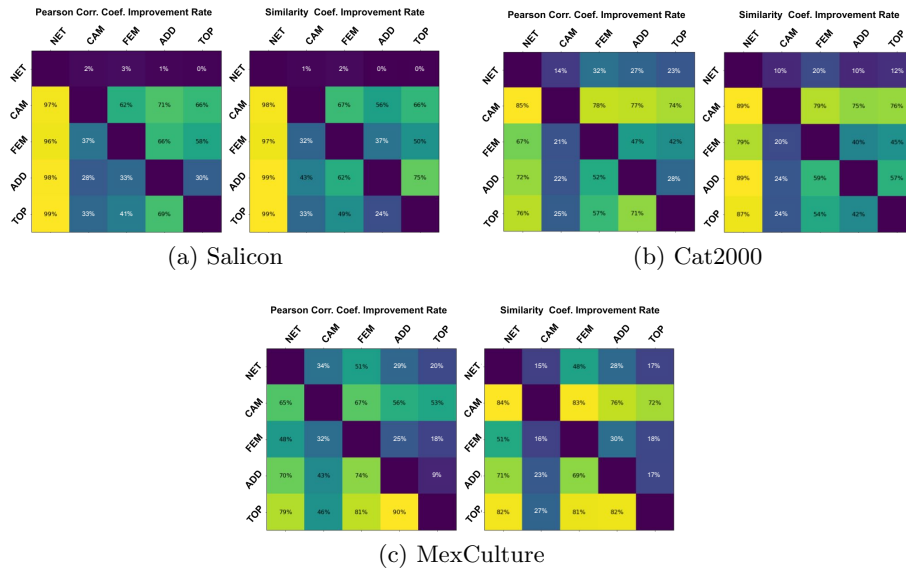 Pearson Corr. Coef. Improvement Rate
NET CAM FEM ADD TOP
NET 2% 3% 1% 0%
CAM 97% 62% 71% 66%
FEM 96% 37% 66% 58%
ADD 98% 28% 33% 30%
TOP 99% 33% 41% 69%
Similarity Coef. Improvement Rate
NET CAM FEM ADD TOP
NET 1% 2% 0% 0%
CAM 98% 67% 56% 66%
FEM 97% 32% 37% 50%
ADD 99% 43% 62% 75%
TOP 99% 33% 49% 24%
(a) Salicon
Pearson Corr. Coef. Improvement Rate
NET CAM FEM ADD TOP
NET 14% 32% 27% 23%
CAM 85% 78% 77% 74%
FEM 67% 21% 47% 42%
ADD 72% 22% 52% 28%
TOP 76% 25% 57% 71%
Similarity Coef. Improvement Rate
NET CAM FEM ADD TOP
NET 10% 20% 10% 12%
CAM 89% 79% 75% 76%
FEM 79% 20% 40% 45%
ADD 89% 24% 59% 57%
TOP 87% 24% 54% 42%
(b) Cat2000
Pearson Corr. Coef. Improvement Rate
NET CAM FEM ADD TOP
NET 34% 51% 29% 20%
CAM 65% 67% 56% 53%
FEM 48% 32% 25% 18%
ADD 70% 43% 74% 9%
TOP 79% 46% 81% 90%
Similarity Coef. Improvement Rate
NET CAM FEM ADD TOP
NET 15% 48% 28% 17%
CAM 84% 83% 76% 72%
FEM 51% 16% 30% 18%
ADD 71% 23% 69% 17%
TOP 82% 27% 81% 82%
(c) MexCulture